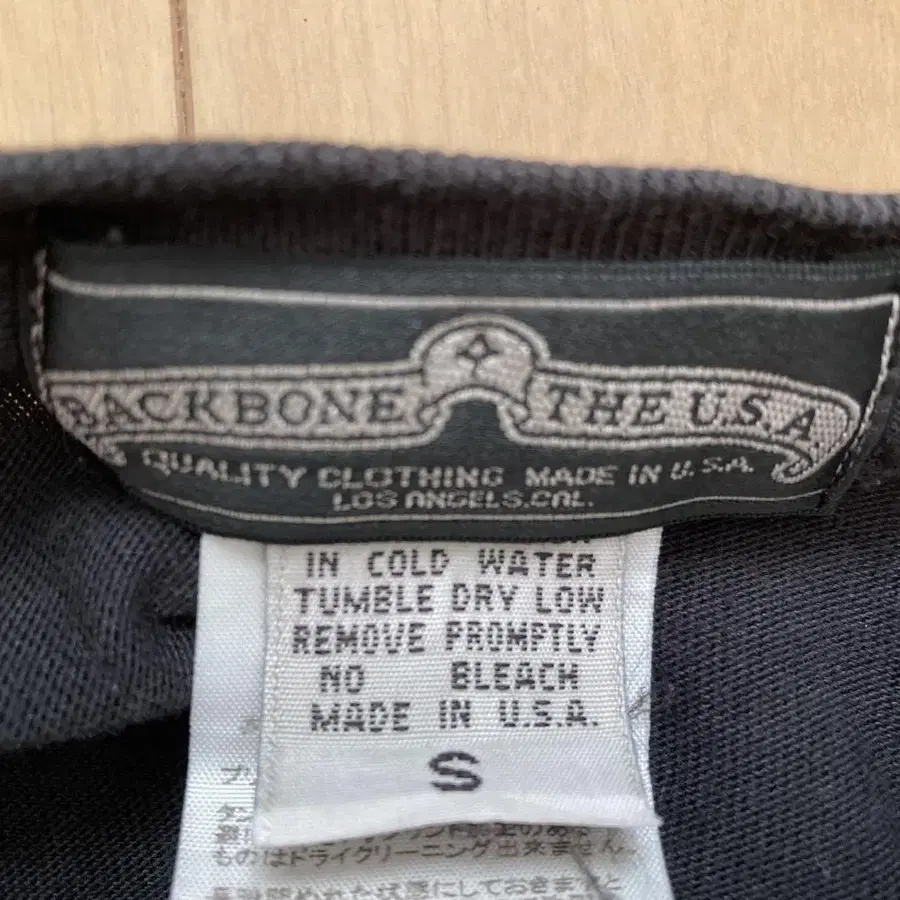 BACKBONE THE U.S.A.
QUALITY CLOTHING MADE IN U.S.A.
LOS ANGELS.CAL.
IN COLD WATER
TUMBLE DRY LOW
REMOVE PROMPTLY
NO BLEACH
MADE IN U.S.A.
S
ものはドライクリーニング出来ません